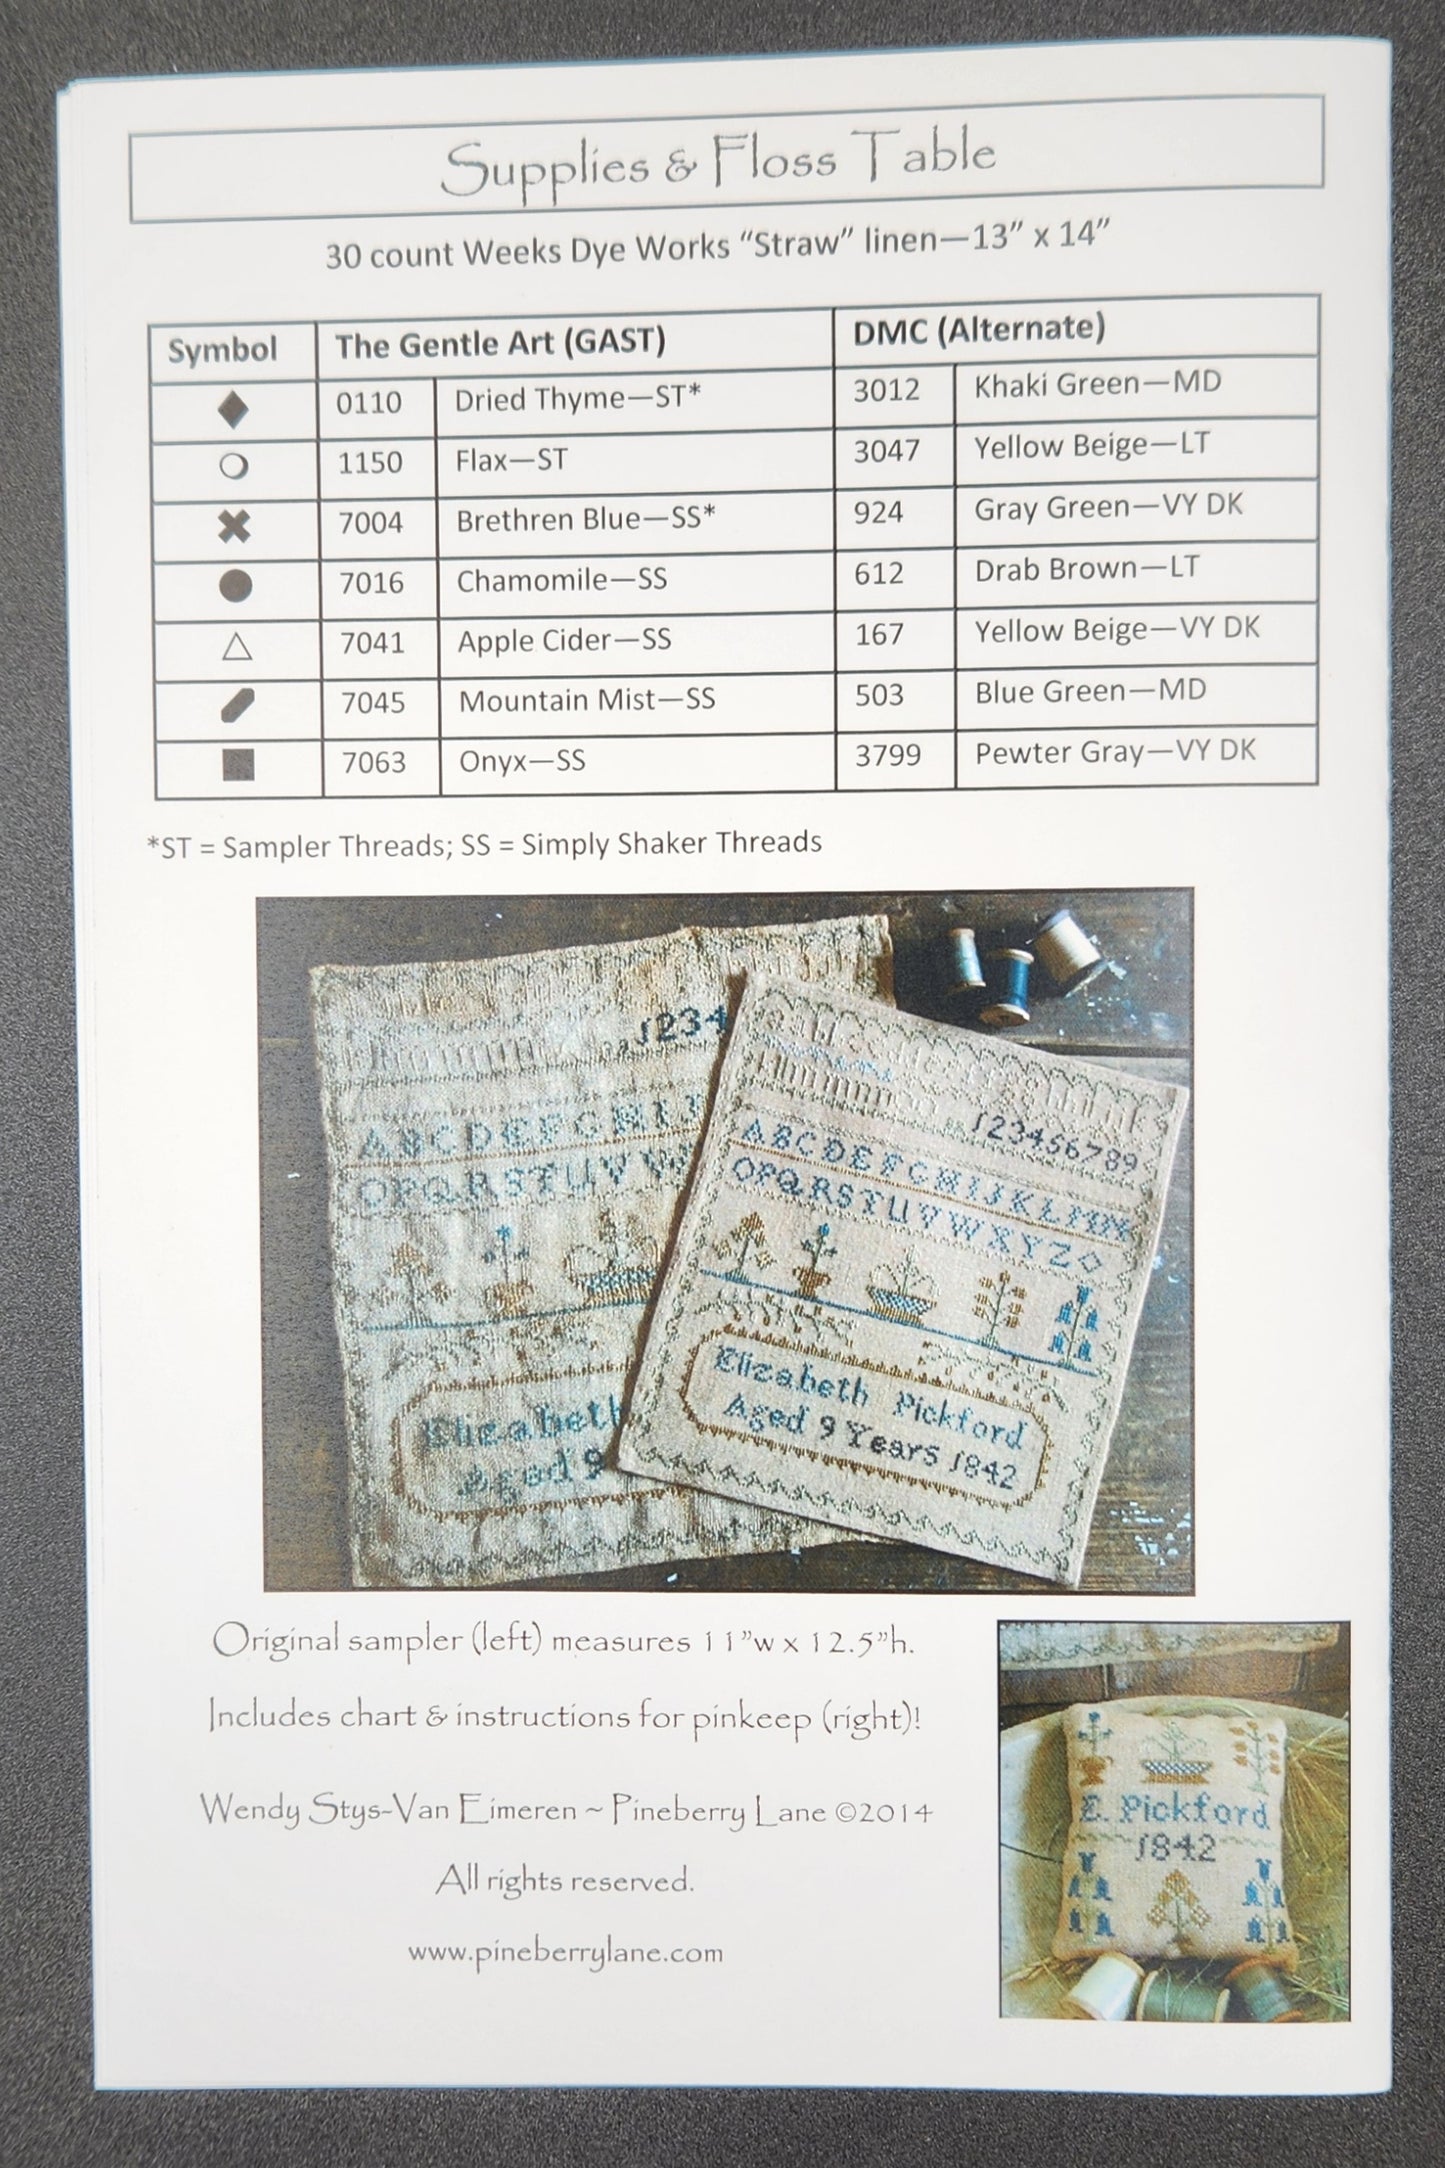 Supplies & Floss Table
30 count Weeks Dye Works “Straw” linen—13” x 14”
Symbol The Gentle Art (GAST) DMC (Alternate)
0110 Dried Thyme—ST* 3012 Khaki Green—MD
1150 Flax—ST 3047 Yellow Beige—LT
7004 Brethren Blue—SS* 924 Gray Green—VY DK
7016 Chamomile—SS 612 Drab Brown—LT
7041 Apple Cider—SS 167 Yellow Beige—VY DK
7045 Mountain Mist—SS 503 Blue Green—MD
7063 Onyx—SS 3799 Pewter Gray—VY DK
*ST = Sampler Threads; SS = Simply Shaker Threads
1234
ABCDEFGHIJ
OPQRSTUVW
Elizabeth
Aged 9
123456789
ABCDEFGHIJKLMN
OPQRSTUVWXYZ
Elizabeth Pickford
Aged 9 Years 1842
Original sampler (left) measures 11”w x 12.5”h.
Includes chart & instructions for pinkeep (right)!
Wendy Stys-Van Eimeren ~ Pineberry Lane ©2014
All rights reserved.
www.pineberrylane.com
E. Pickford
1842